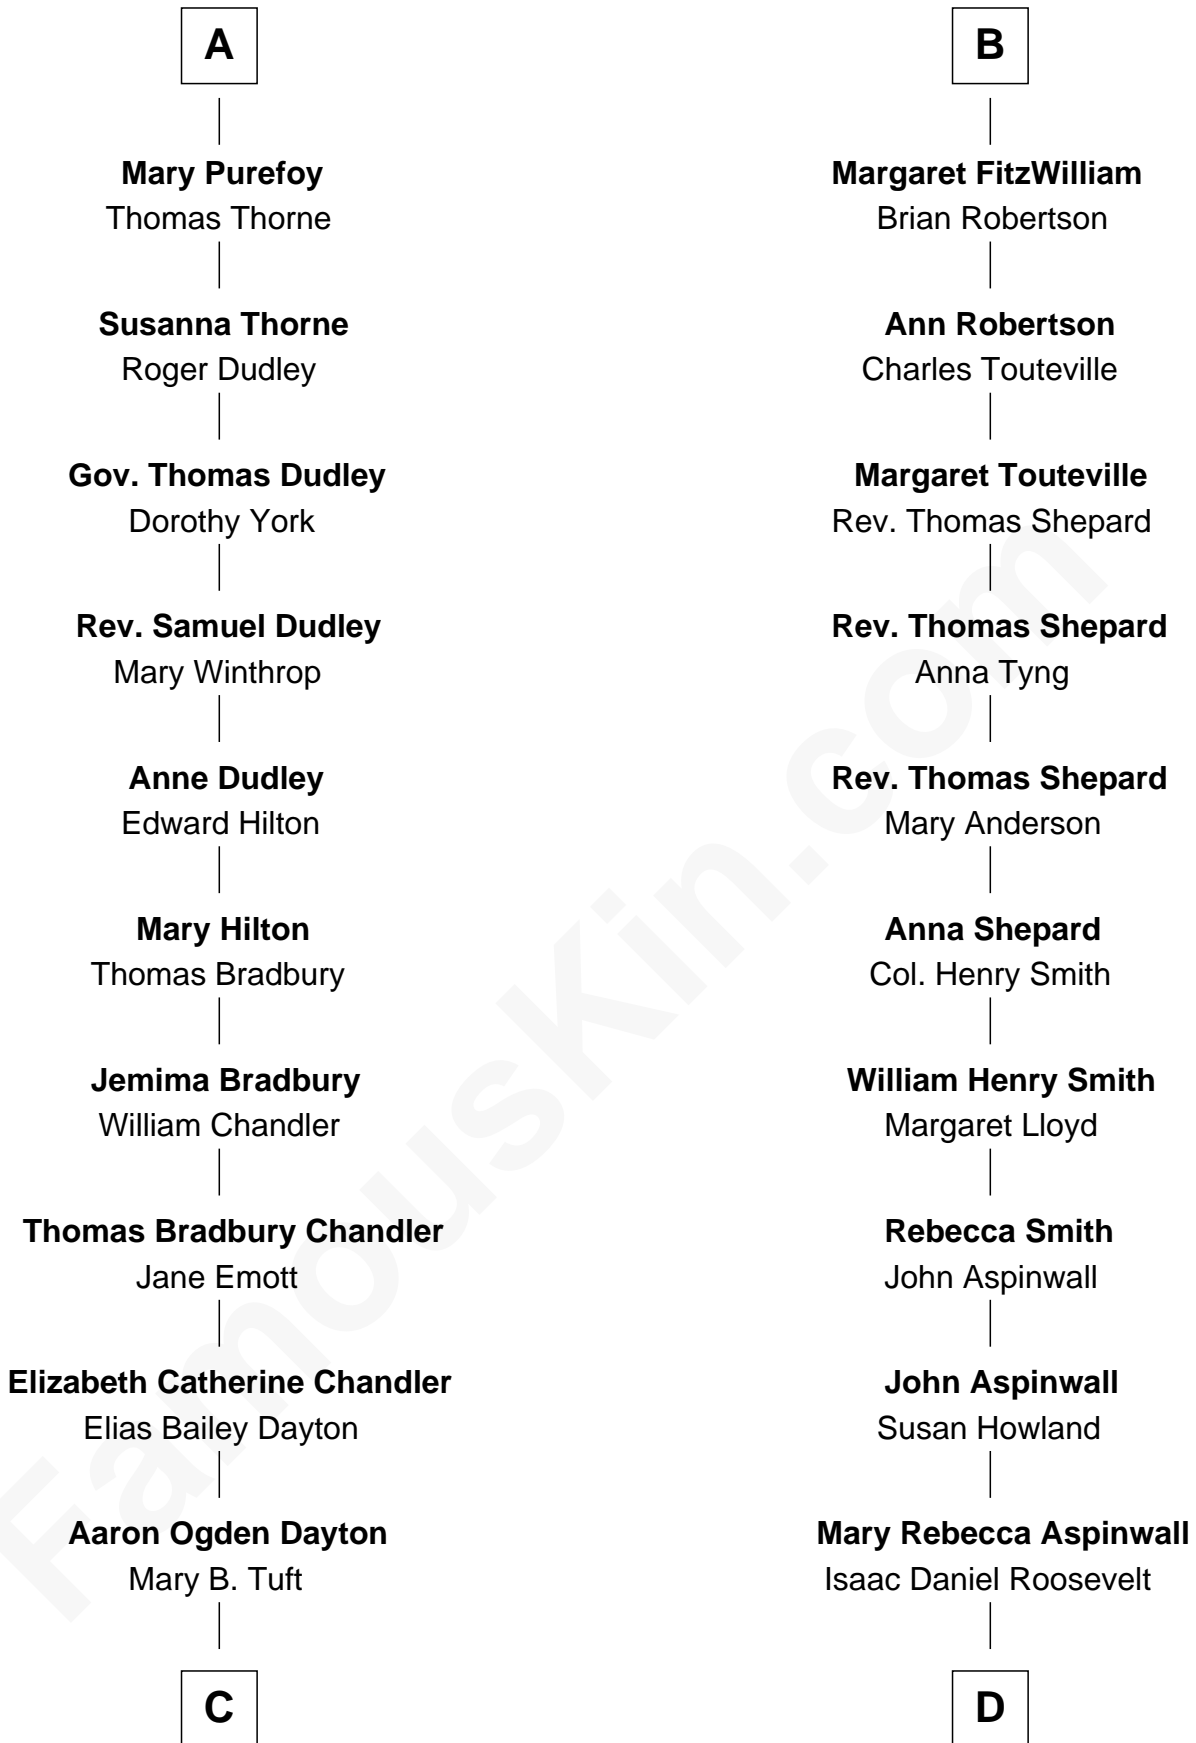 A
Mary Purefoy
Thomas Thorne
Susanna Thorne
Roger Dudley
Gov. Thomas Dudley
Dorothy York
Rev. Samuel Dudley
Mary Winthrop
Anne Dudley
Edward Hilton
Mary Hilton
Thomas Bradbury
Jemima Bradbury
William Chandler
Thomas Bradbury Chandler
Jane Emott
Elizabeth Catherine Chandler
Elias Bailey Dayton
Aaron Ogden Dayton
Mary B. Tuft
C
B
Margaret FitzWilliam
Brian Robertson
Ann Robertson
Charles Touteville
Margaret Touteville
Rev. Thomas Shepard
Rev. Thomas Shepard
Anna Tyng
Rev. Thomas Shepard
Mary Anderson
Anna Shepard
Col. Henry Smith
William Henry Smith
Margaret Lloyd
Rebecca Smith
John Aspinwall
John Aspinwall
Susan Howland
Mary Rebecca Aspinwall
Isaac Daniel Roosevelt
D
FamousKin.com